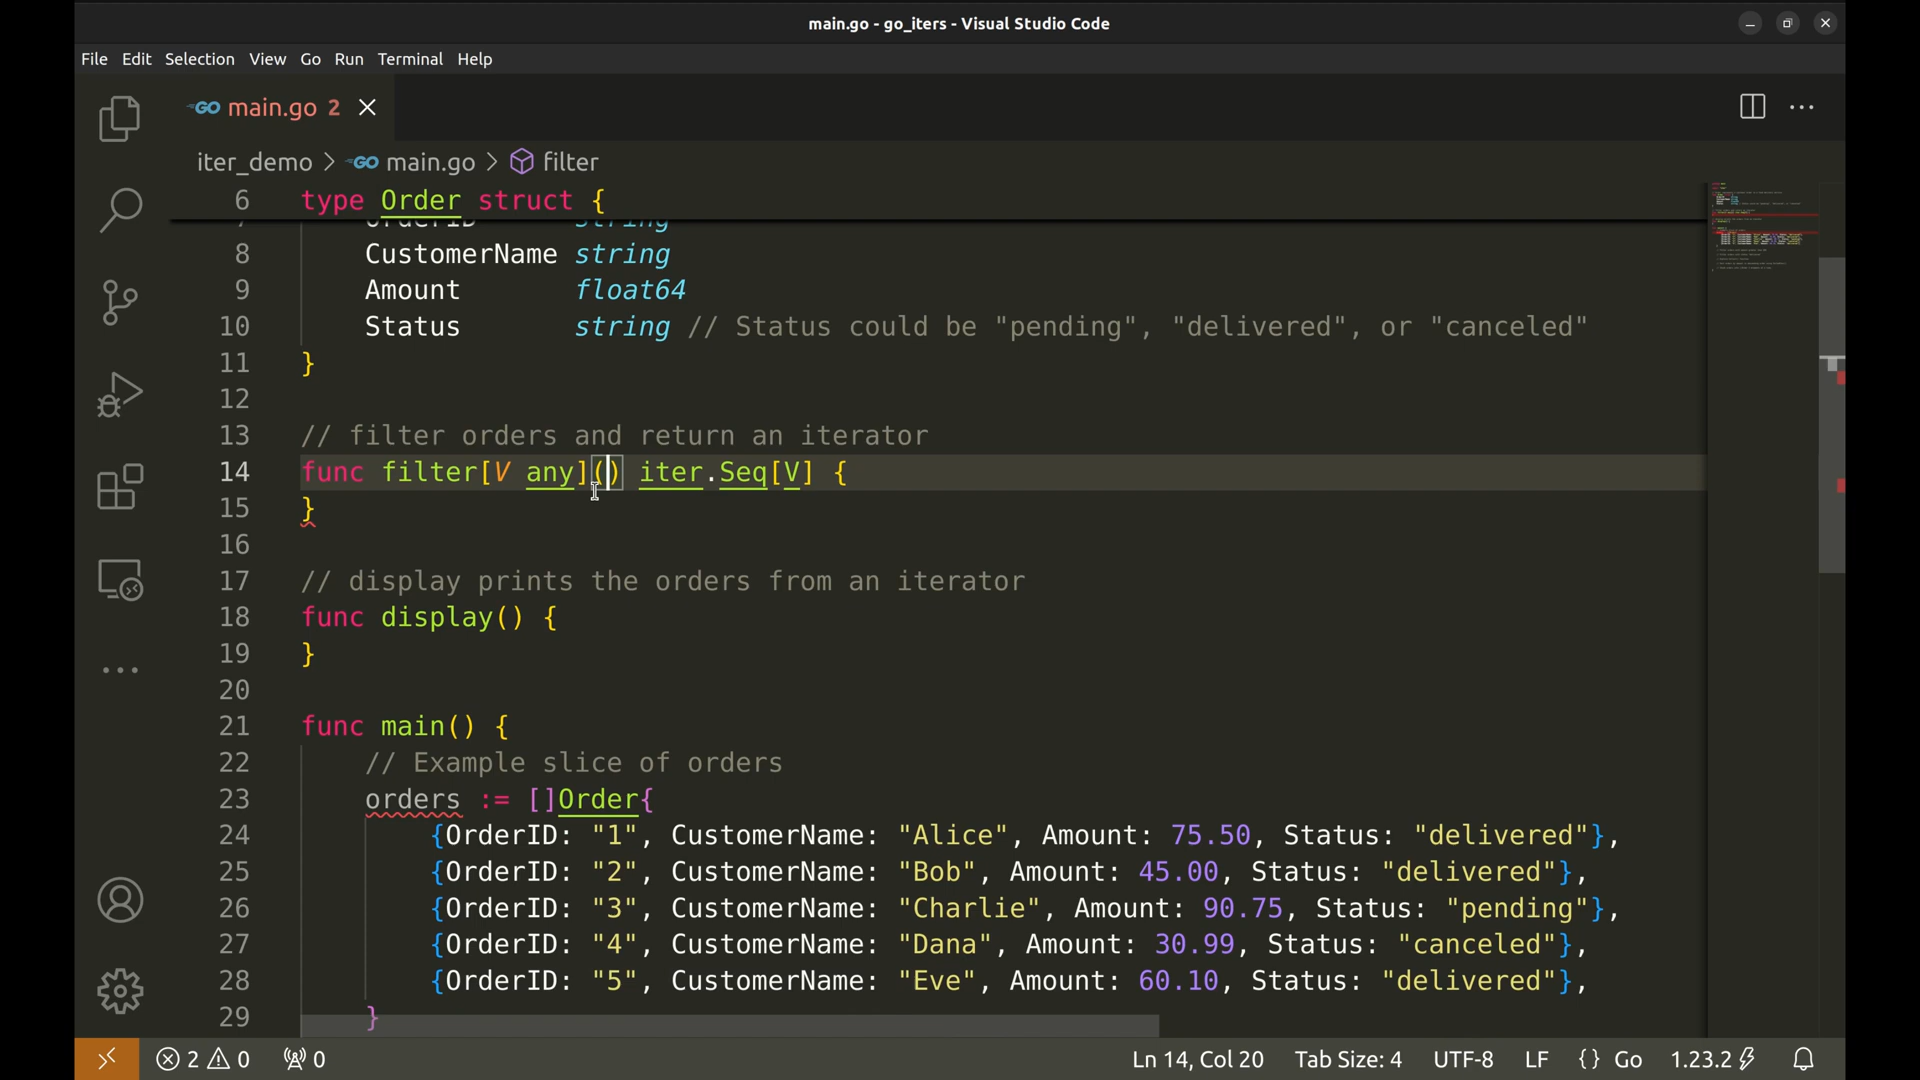 main.go - go_iters - Visual Studio Code
File Edit Selection View Go Run Terminal Help
GO main.go 2
iter_demo > GO main.go > filter
6 type Order struct {
7 OrderID string
8 CustomerName string
9 Amount float64
10 Status string // Status could be "pending", "delivered", or "canceled"
11 }
12
13 // filter orders and return an iterator
14 func filter[V any]() iter.Seq[V] {
15 }
16
17 // display prints the orders from an iterator
18 func display() {
19 }
20
21 func main() {
22 // Example slice of orders
23 orders := []Order{
24 {OrderID: "1", CustomerName: "Alice", Amount: 75.50, Status: "delivered"},
25 {OrderID: "2", CustomerName: "Bob", Amount: 45.00, Status: "delivered"},
26 {OrderID: "3", CustomerName: "Charlie", Amount: 90.75, Status: "pending"},
27 {OrderID: "4", CustomerName: "Dana", Amount: 30.99, Status: "canceled"},
28 {OrderID: "5", CustomerName: "Eve", Amount: 60.10, Status: "delivered"},
29 }
2 0 0 Ln 14, Col 20 Tab Size: 4 UTF-8 LF {} Go 1.23.2